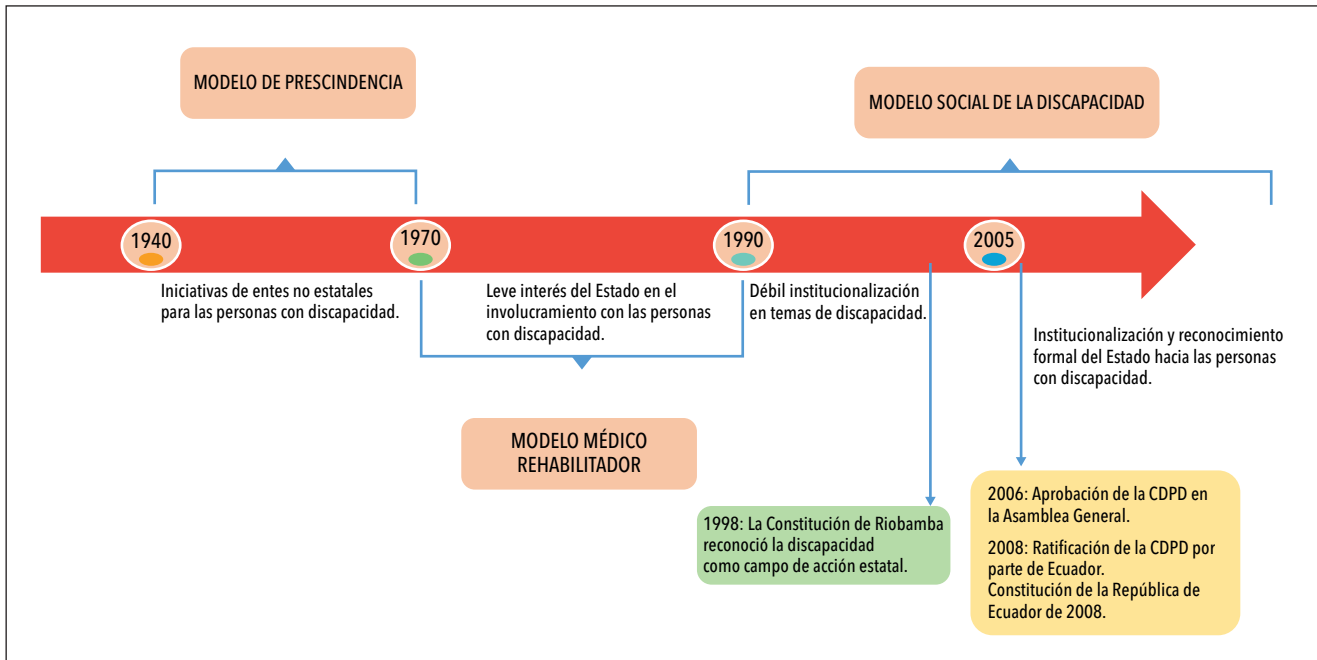 MODELO DE PRESCINDENCIA
MODELO SOCIAL DE LA DISCAPACIDAD
1940
1970
1990
2005
Iniciativas de entes no estatales
para las personas con discapacidad.
Leve interés del Estado en el
involucramiento con las personas
con discapacidad.
Débil institucionalización
en temas de discapacidad.
Institucionalización y reconocimiento
formal del Estado hacia las personas
con discapacidad.
MODELO MÉDICO
REHABILITADOR
1998: La Constitución de Riobamba
reconoció la discapacidad
como campo de acción estatal.
2006: Aprobación de la CDPD en
la Asamblea General.
2008: Ratificación de la CDPD por
parte de Ecuador.
Constitución de la República de
Ecuador de 2008.